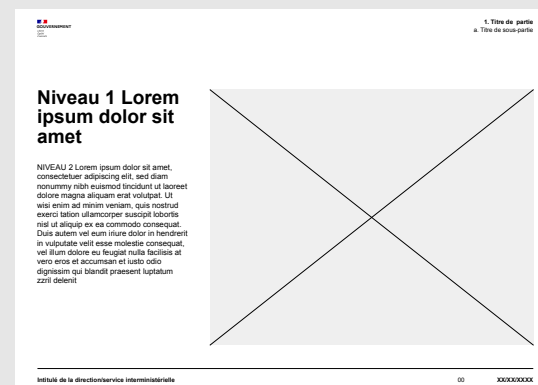 GOUVERNEMENT
1. Titre de partie
a. Titre de sous-partie
Niveau 1 Lorem
ipsum dolor sit
amet
NIVEAU 2 Lorem ipsum dolor sit amet,
consectetuer adipiscing elit, sed diam
nonummy nibh euismod tincidunt ut laoreet
dolore magna aliquam erat volutpat. Ut
wisi enim ad minim veniam, quis nostrud
exerci tation ullamcorper suscipit lobortis
nisl ut aliquip ex ea commodo consequat.
Duis autem vel eum iriure dolor in hendrerit
in vulputate velit esse molestie consequat,
vel illum dolore eu feugiat nulla facilisis at
vero eros et accumsan et iusto odio
dignissim qui blandit praesent luptatum
zzril delenit
Intitulé de la direction/service interministérielle
00
XX/XX/XXXX